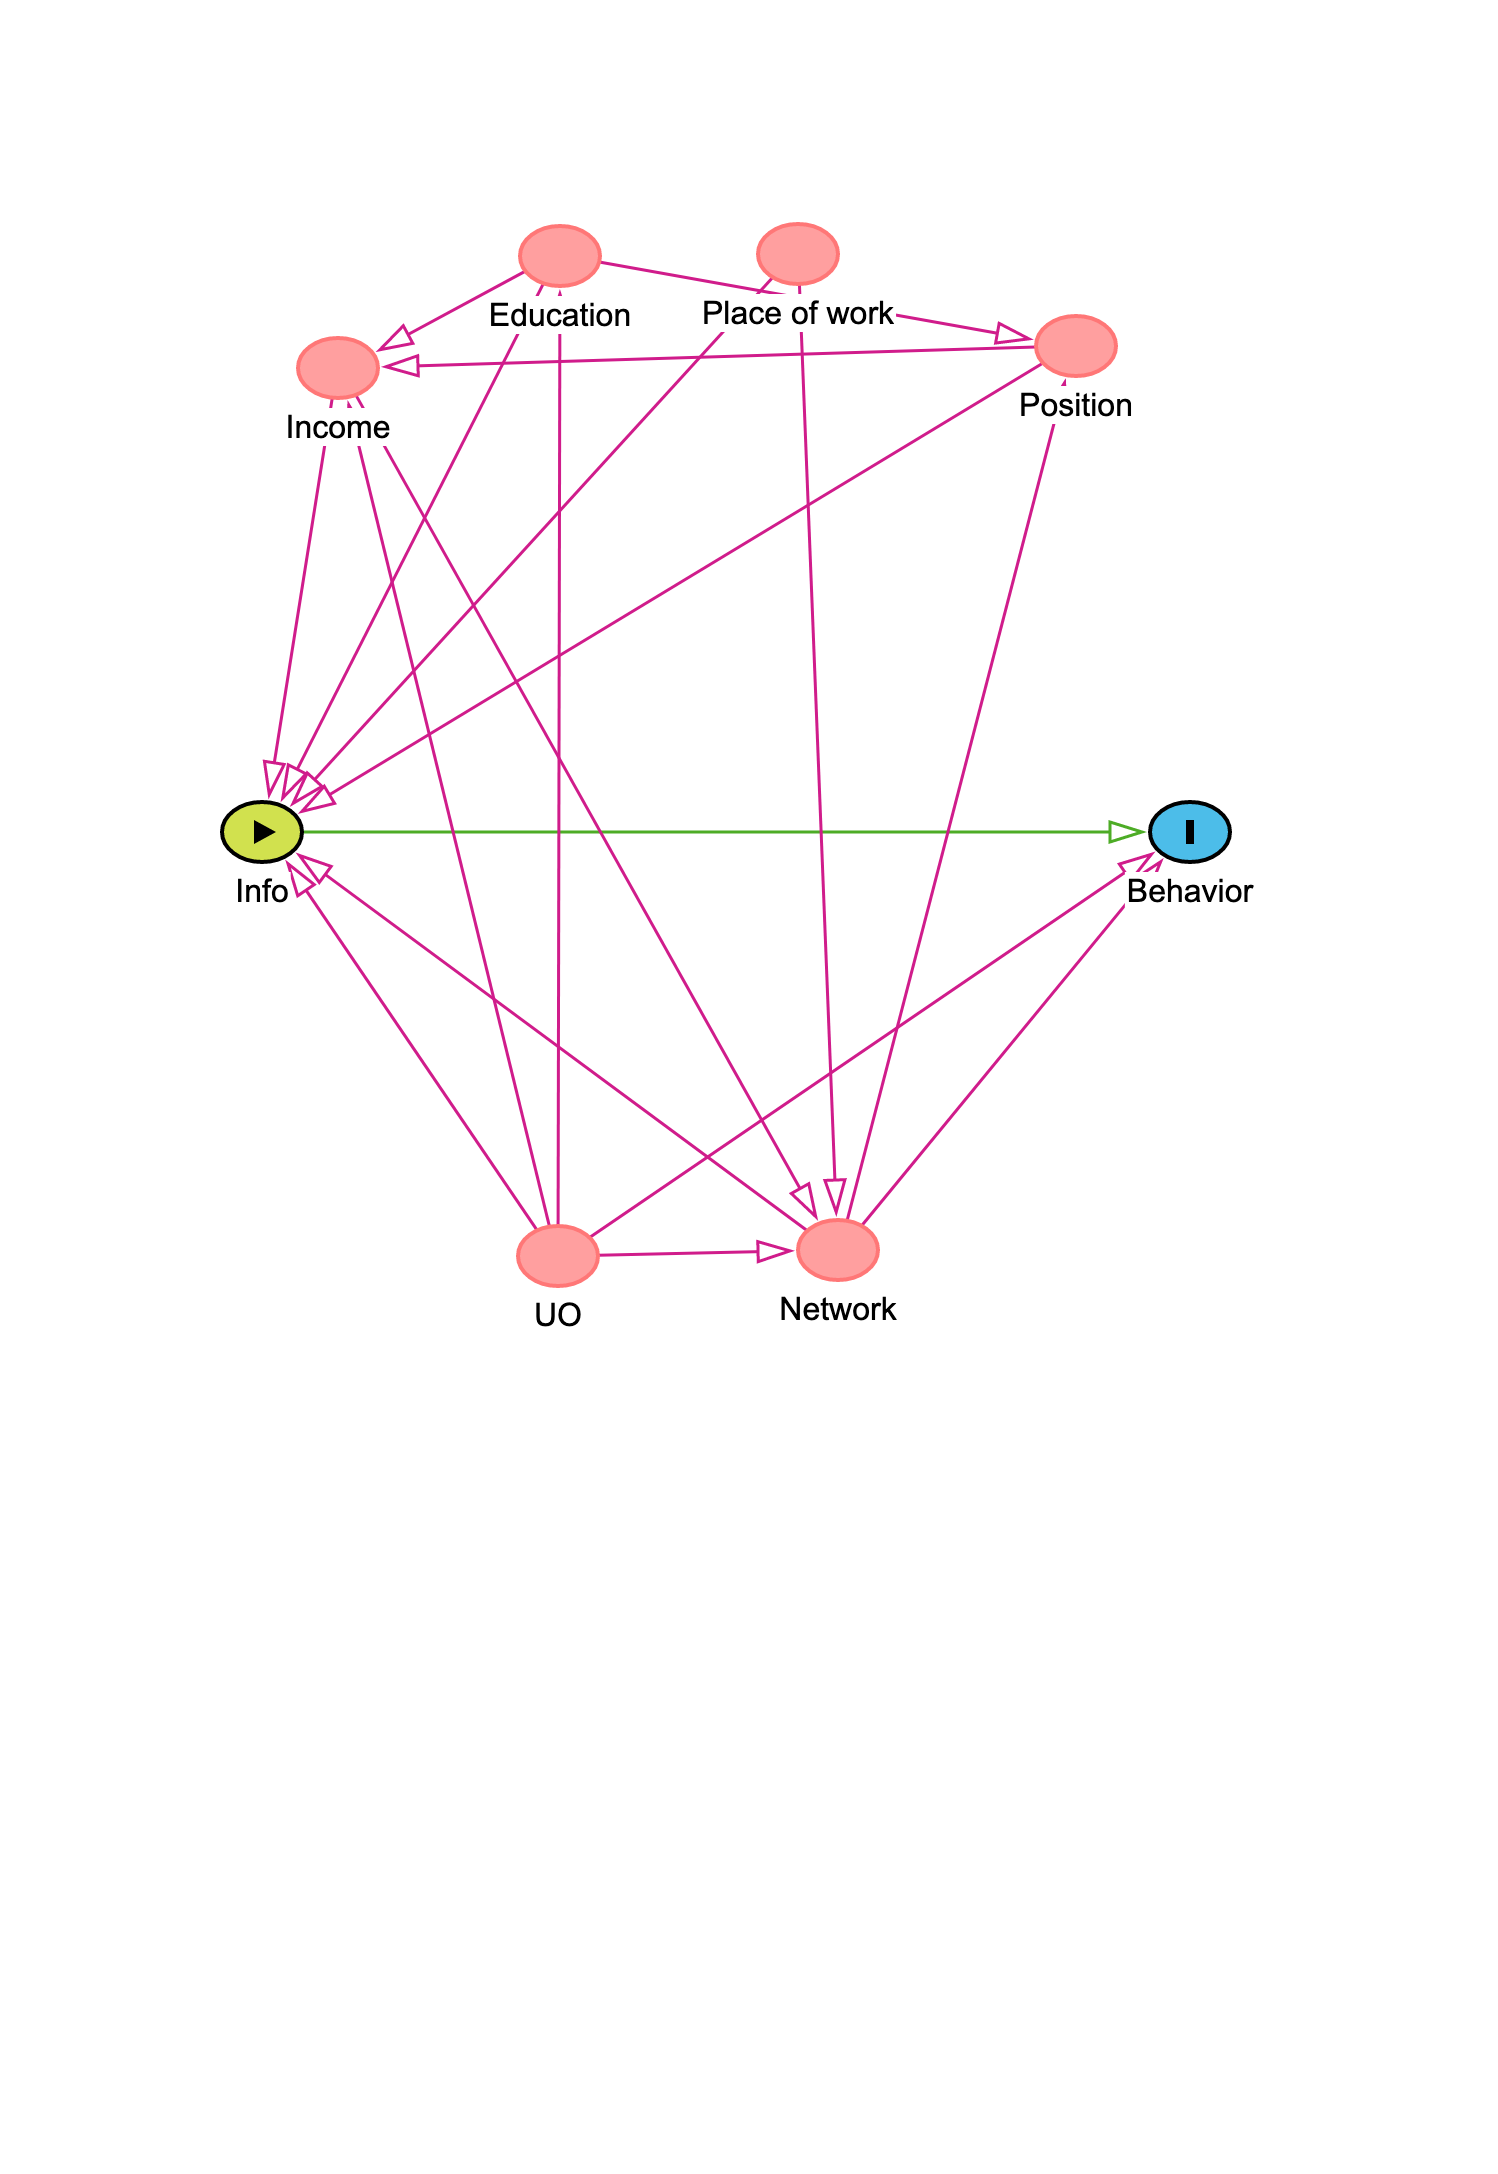 Education
Place of work
Position
Income
Info
Behavior
UO
Network